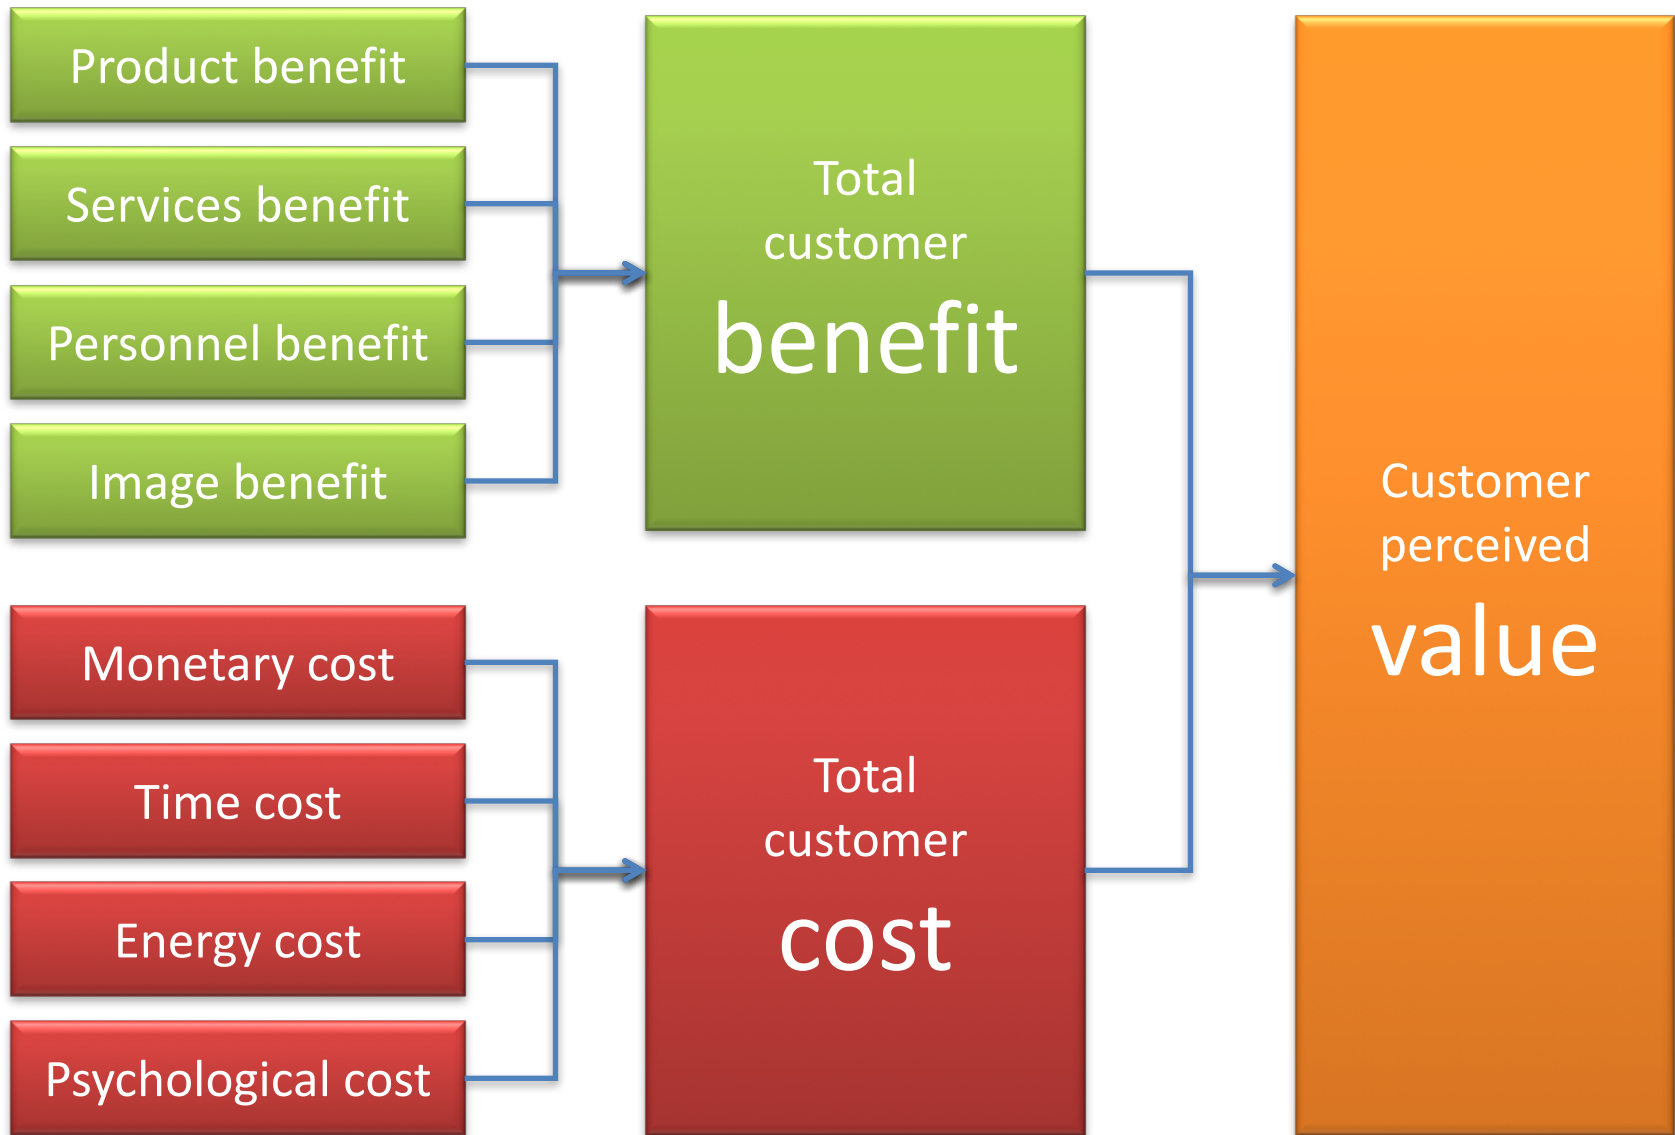 Product benefit
Services benefit
Personnel benefit
Image benefit
Total
customer
benefit
Monetary cost
Time cost
Energy cost
Psychological cost
Total
customer
cost
Customer
perceived
value